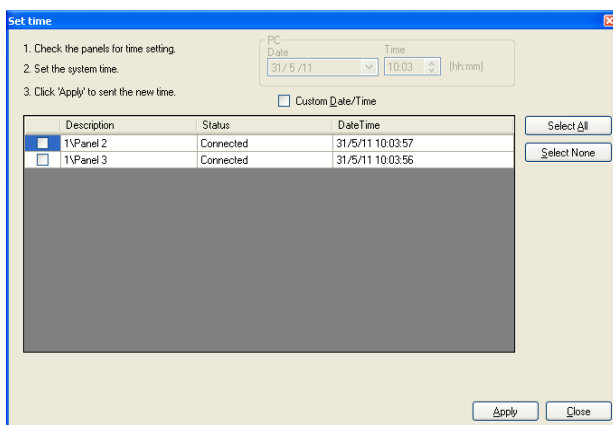 Set time
1. Check the panels for time setting.
2. Set the system time.
3. Click 'Apply' to sent the new time.
PC
Date Time
31/ 5 /11 10:03 (hh:mm)
Custom Date/Time
Description Status DateTime
1\Panel 2 Connected 31/5/11 10:03:57
1\Panel 3 Connected 31/5/11 10:03:56
Select All
Select None
Apply Close